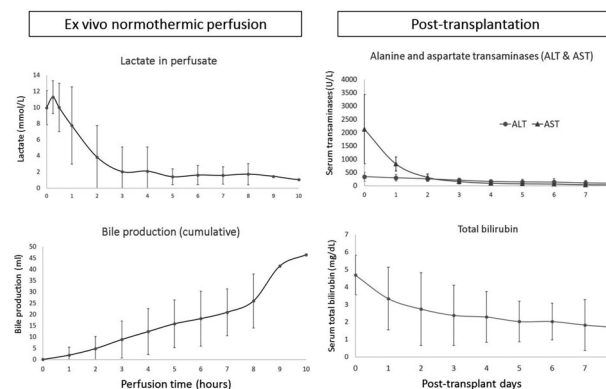 Ex vivo normothermic perfusion
Post-transplantation
Lactate in perfusate
Lactate (mmol/L)
14
12
10
8
6
4
2
0
0 1 2 3 4 5 6 7 8 9 10
Alanine and aspartate transaminases (ALT & AST)
Serum transaminases (U/L)
4000
3500
3000
2500
2000
1500
1000
500
0
ALT AST
0 1 2 3 4 5 6 7
Bile production (cumulative)
Bile production (ml)
50
45
40
35
30
25
20
15
10
5
0
0 1 2 3 4 5 6 7 8 9 10
Perfusion time (hours)
Total bilirubin
Serum total bilirubin (mg/dL)
7
6
5
4
3
2
1
0
0 1 2 3 4 5 6 7
Post-transplant days